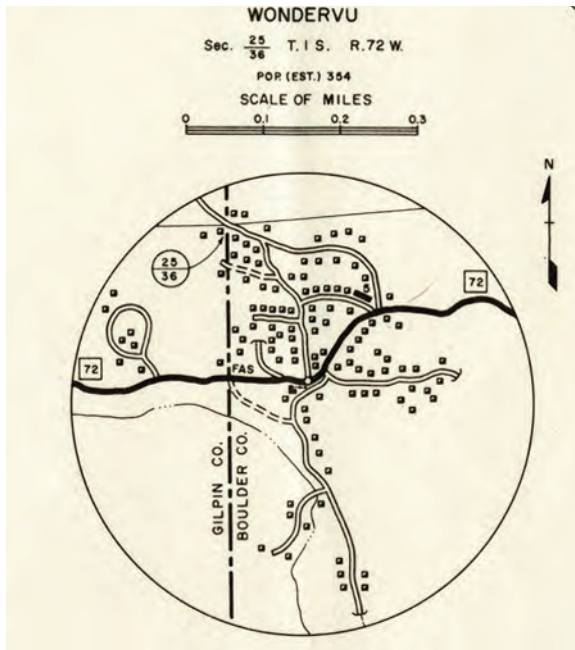 WONDERVU
Sec. 25/36 T. 1 S. R. 72 W.
POP. (EST.) 354
SCALE OF MILES
0 0.1 0.2 0.3
N
25
36
5
72
72
FAS
GILPIN CO.
BOULDER CO.